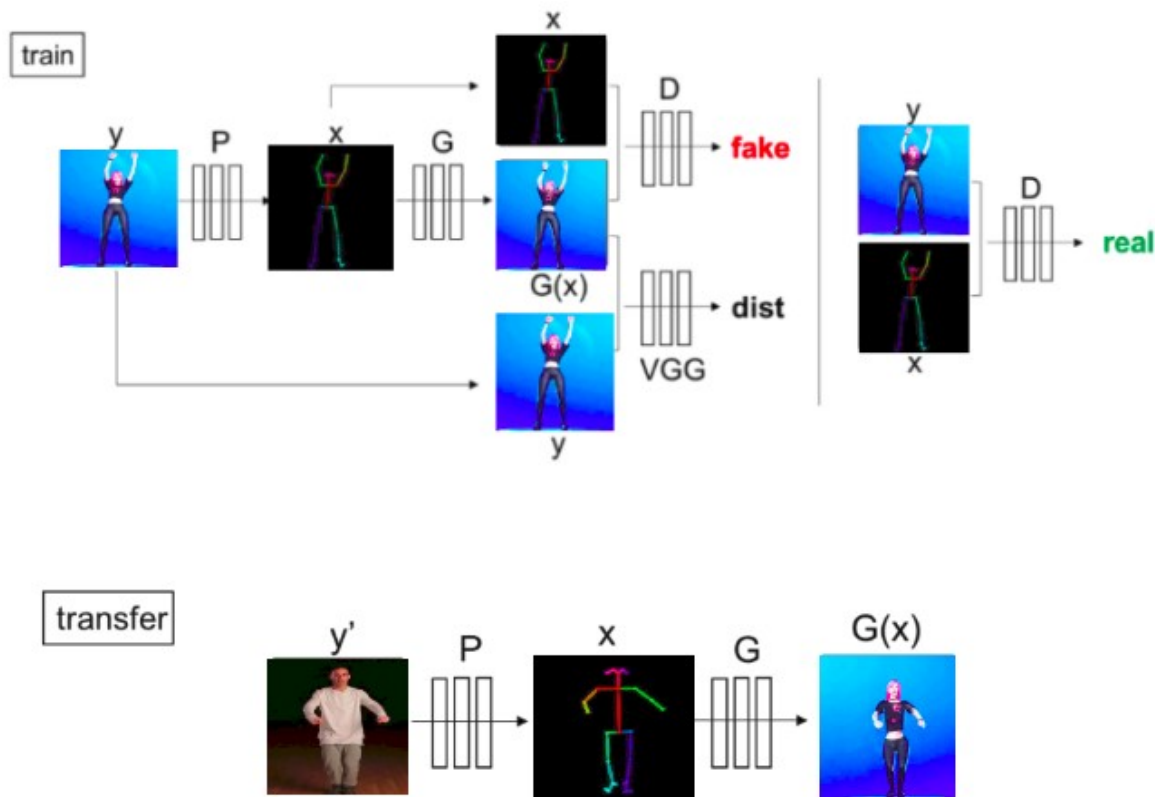 train
x
D
y
P
x
G
fake
y
D
real
G(x)
dist
VGG
x
y
transfer
y'
P
x
G
G(x)